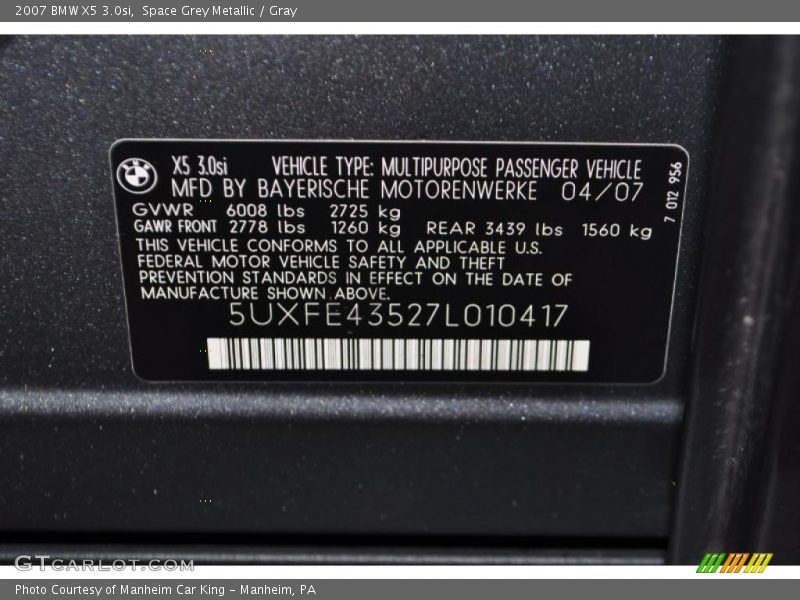 2007 BMW X5 3.0si, Space Grey Metallic / Gray
X5 3.0si VEHICLE TYPE: MULTIPURPOSE PASSENGER VEHICLE
MFD BY BAYERISCHE MOTORENWERKE 04/07
GVWR 6008 lbs 2725 kg
GAWR FRONT 2778 lbs 1260 kg REAR 3439 lbs 1560 kg
THIS VEHICLE CONFORMS TO ALL APPLICABLE U.S.
FEDERAL MOTOR VEHICLE SAFETY AND THEFT
PREVENTION STANDARDS IN EFFECT ON THE DATE OF
MANUFACTURE SHOWN ABOVE.
5UXFE43527L010417
7 012 956
GTCARLOT.COM
Photo Courtesy of Manheim Car King - Manheim, PA